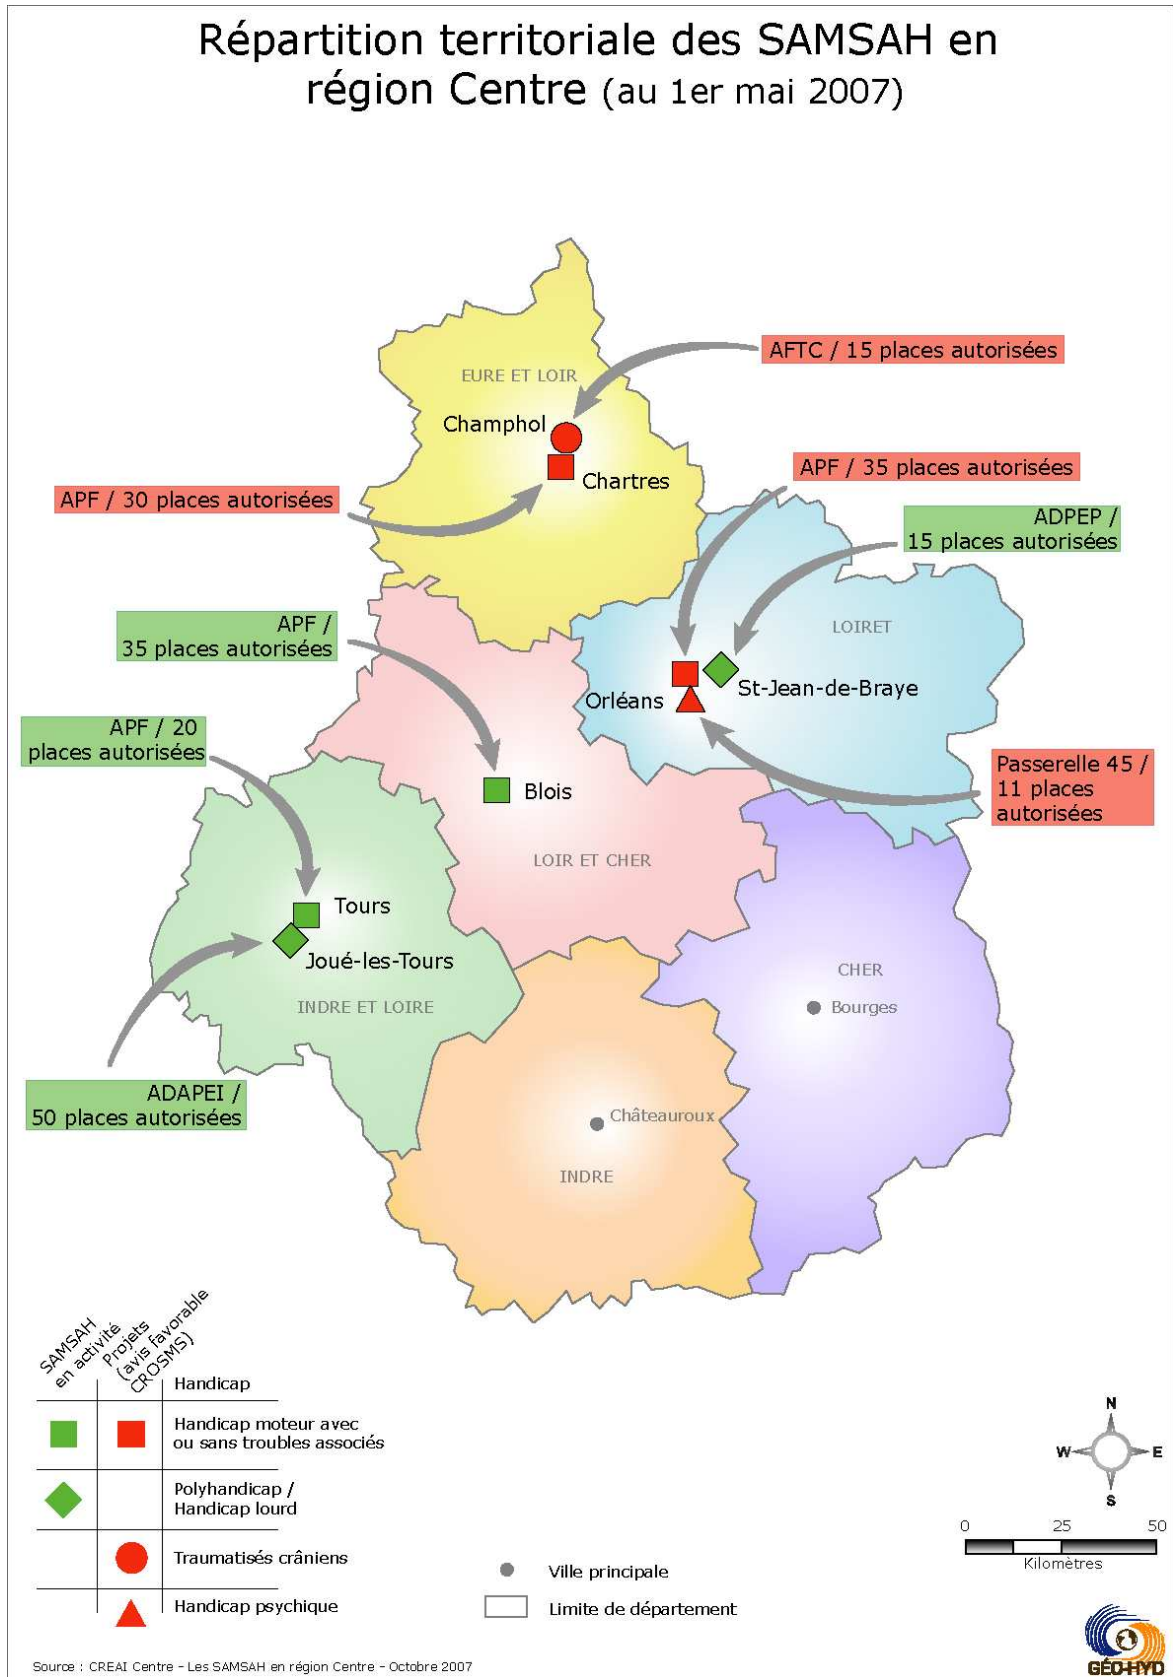 Répartition territoriale des SAMSAH en
région Centre (au 1er mai 2007)
EURE ET LOIR
AFTC / 15 places autorisées
Champhol
APF / 35 places autorisées
Chartres
APF / 30 places autorisées
ADPEP /
15 places autorisées
APF /
35 places autorisées
LOIRET
St-Jean-de-Braye
Orléans
APF / 20
places autorisées
Passerelle 45 /
11 places
autorisées
Blois
LOIR ET CHER
Tours
Joué-les-Tours
INDRE ET LOIRE
CHER
Bourges
ADAPEI /
50 places autorisées
Châteauroux
INDRE
SAMSAH
en activité
Projets
(avis favorable
CROSMS)
Handicap
Handicap moteur avec
ou sans troubles associés
Polyhandicap /
Handicap lourd
Traumatisés crâniens
Handicap psychique
Ville principale
Limite de département
N
W
E
S
0 25 50
Kilomètres
GÉO-HYD
Source : CREAI Centre - Les SAMSAH en région Centre - Octobre 2007